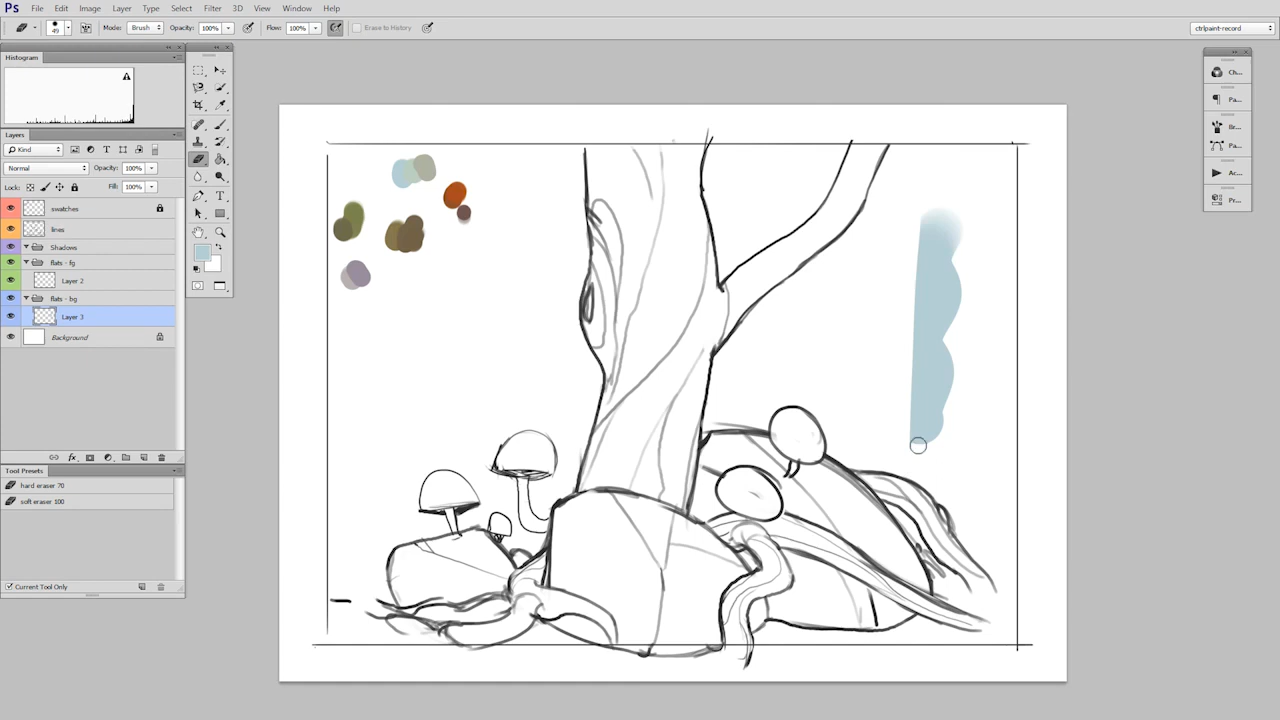 Ps File Edit Image Layer Type Select Filter 3D View Window Help
49 Mode: Brush Opacity: 100% Flow: 100% Erase to History ctrlpaint-record
Histogram
Layers
Kind
Normal Opacity: 100%
Lock: Fill: 100%
swatches
lines
Shadows
flats - fg
Layer 2
flats - bg
Layer 3
Background
fx
Tool Presets
hard eraser 70
soft eraser 100
Current Tool Only
T
Ch...
Pa...
Br...
Pa...
Ac...
Pr...